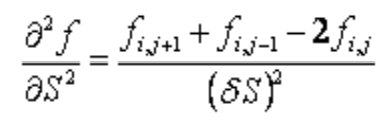 ∂²f/∂S² = (f_{i,j+1} + f_{i,j-1} − 2f_{i,j})/(δS)²